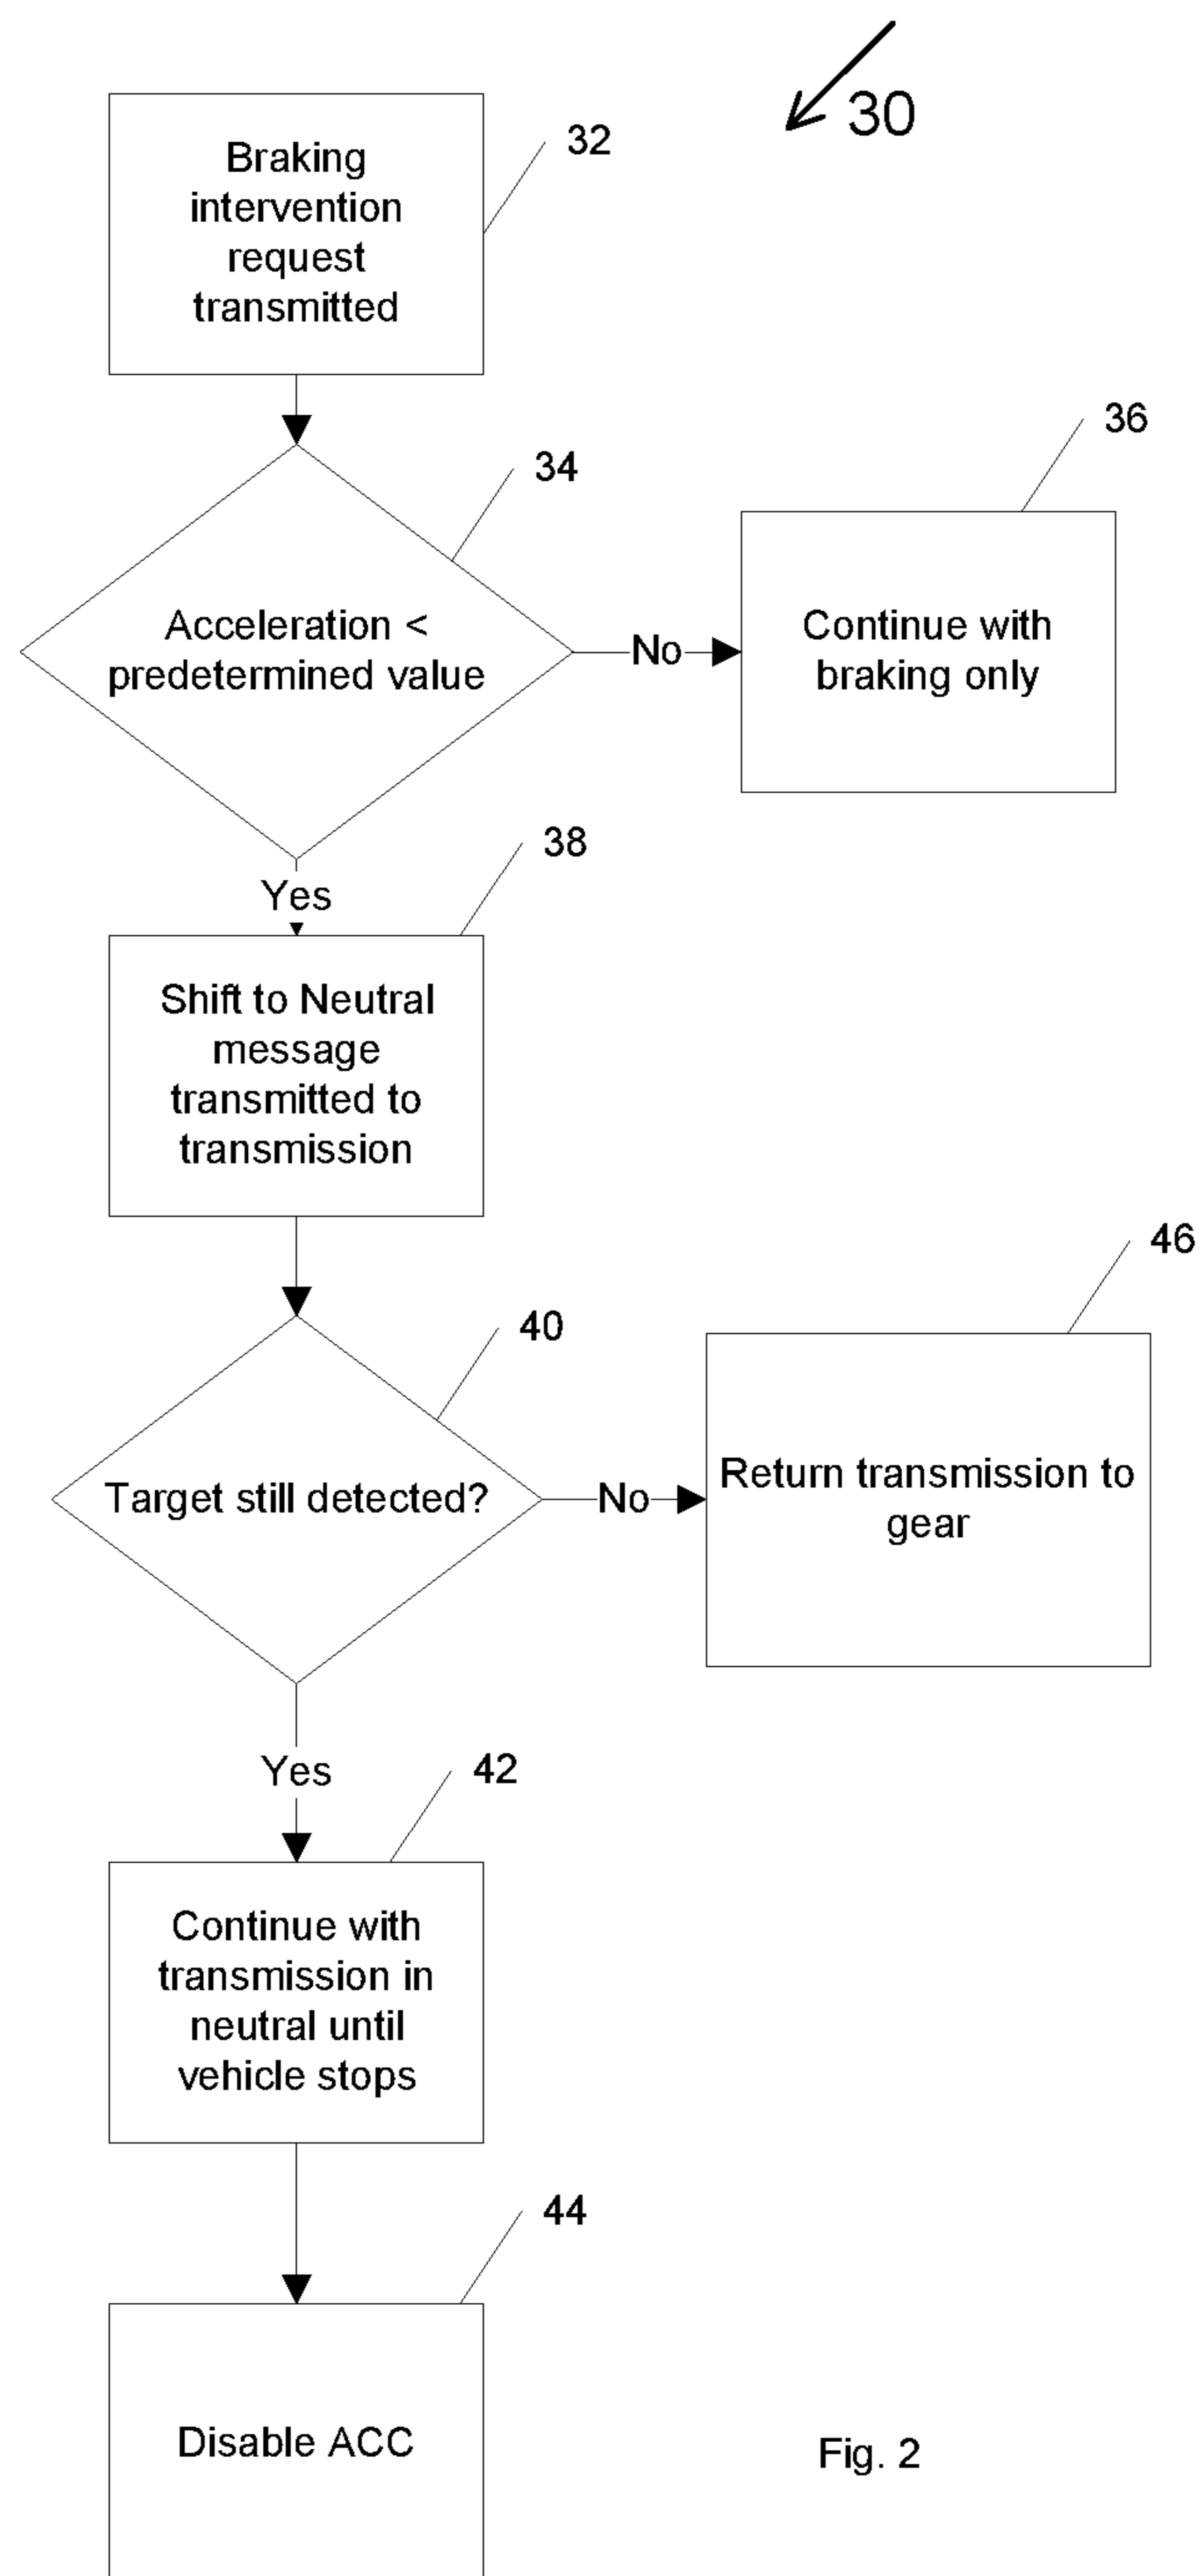 30
Braking
intervention
request
transmitted
32
34
Acceleration <
predetermined value
No
36
Continue with
braking only
Yes
38
Shift to Neutral
message
transmitted to
transmission
40
Target still detected?
No
46
Return transmission to
gear
Yes
42
Continue with
transmission in
neutral until
vehicle stops
44
Disable ACC
Fig. 2